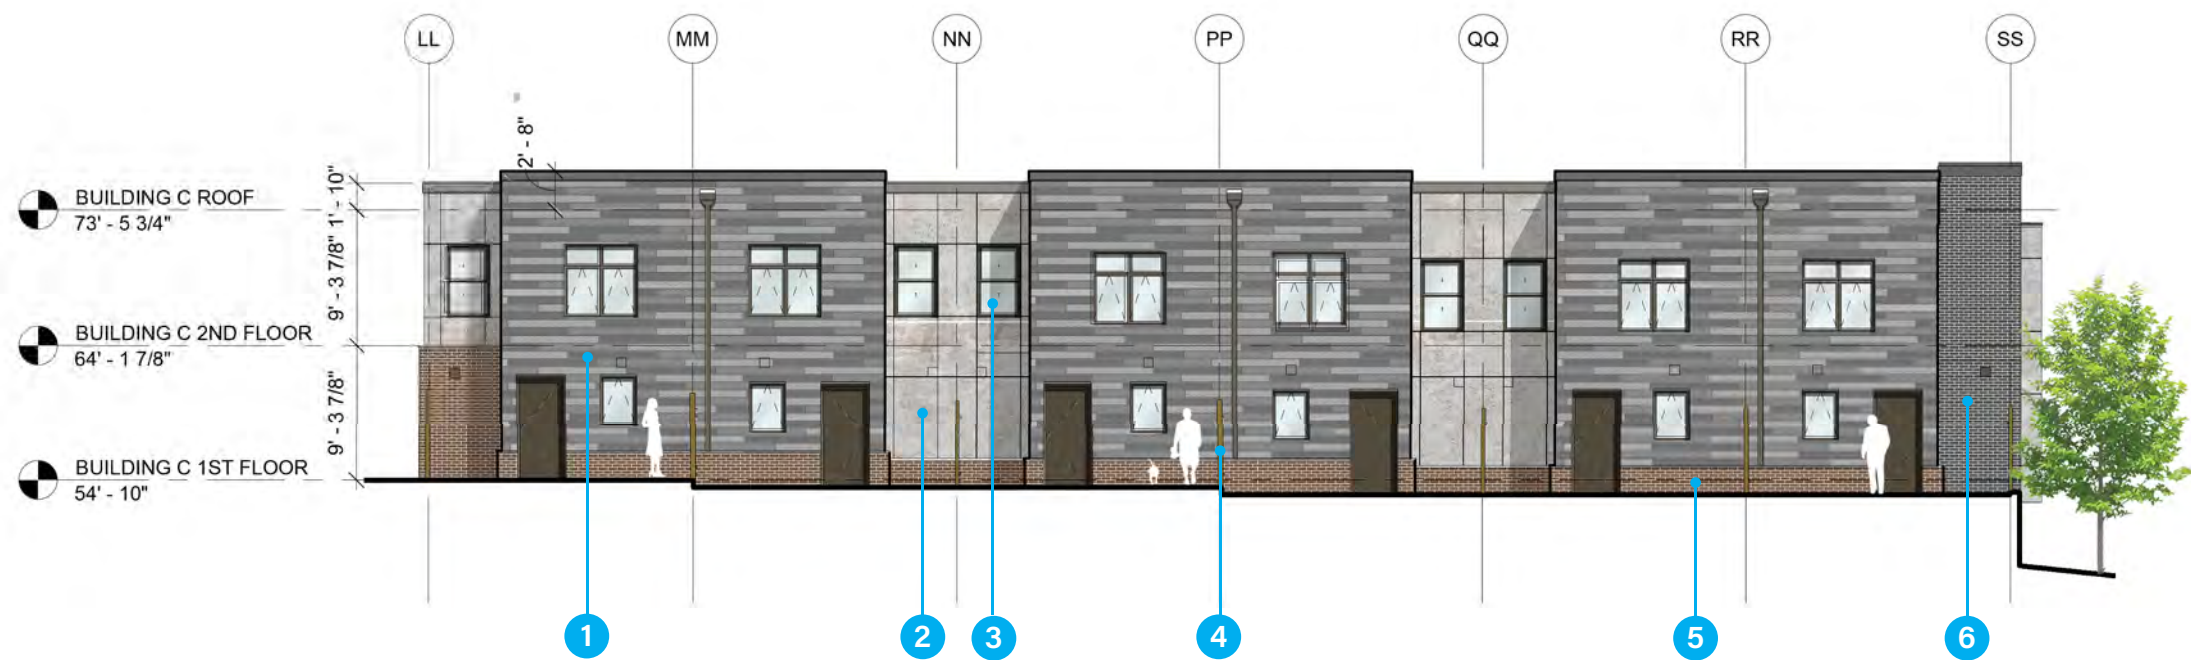 LL
MM
NN
PP
QQ
RR
SS
2' - 8"
BUILDING C ROOF
73' - 5 3/4"
1' - 10"
9' - 3 7/8"
BUILDING C 2ND FLOOR
64' - 1 7/8"
9' - 3 7/8"
BUILDING C 1ST FLOOR
54' - 10"
1
2
3
4
5
6